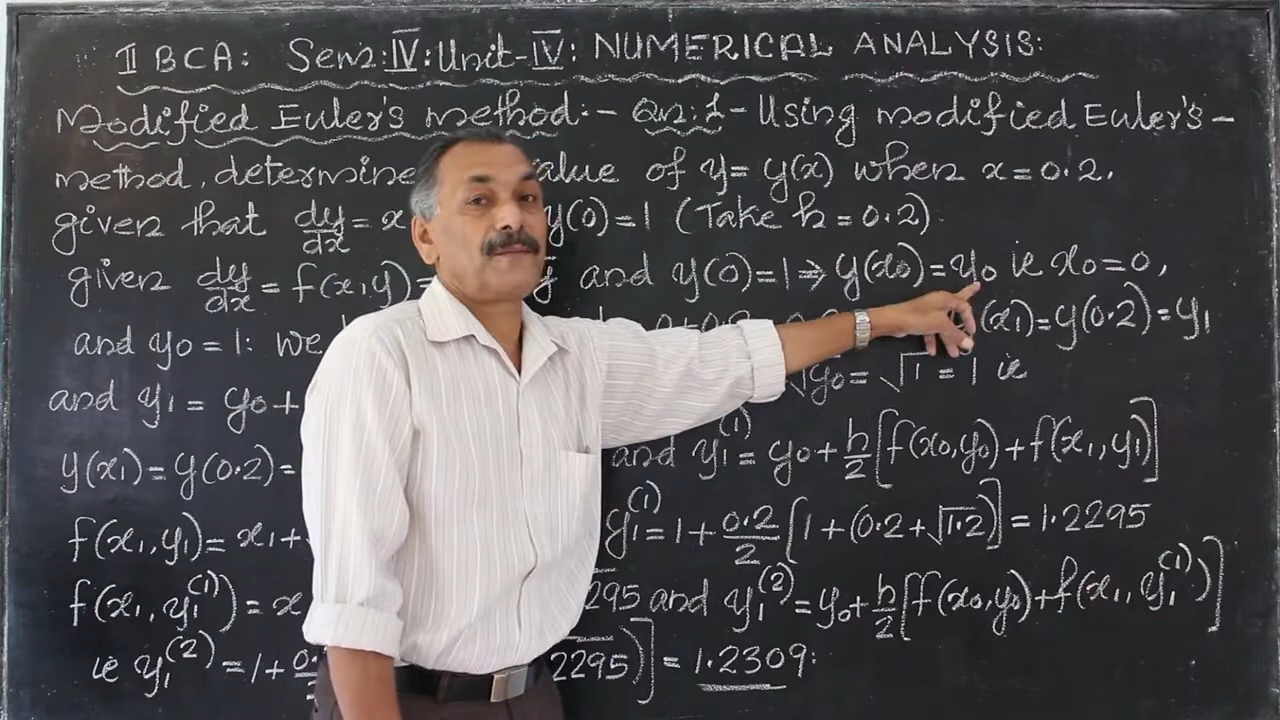 II BCA: Sem:IV:Unit-IV: NUMERICAL ANALYSIS:
Modified Euler's method:- Qn:1- Using modified Euler's-
method, determine value of y= y(x) when x=0.2.
given that dy/dx = x y(0)=1 (Take h=0.2)
given dy/dx = f(x,y)= and y(0)=1 ⇒ y(x0)=y0 ie x0=0,
and y0=1: we (x1)=y(0.2)=y1
and y1= y0+ √y0= √1=1 ie
y(x1)=y(0.2)= and y1^(1)= y0+h/2[f(x0,y0)+f(x1,y1)]
f(x1,y1)= x1+ y1^(1)=1+0.2/2[1+(0.2+√1.2)]=1.2295
f(x1,y1^(1))=x 295 and y1^(2)=y0+h/2[f(x0,y0)+f(x1,y1^(1))]
ie y1^(2)=1+0. 2295)]=1.2309: